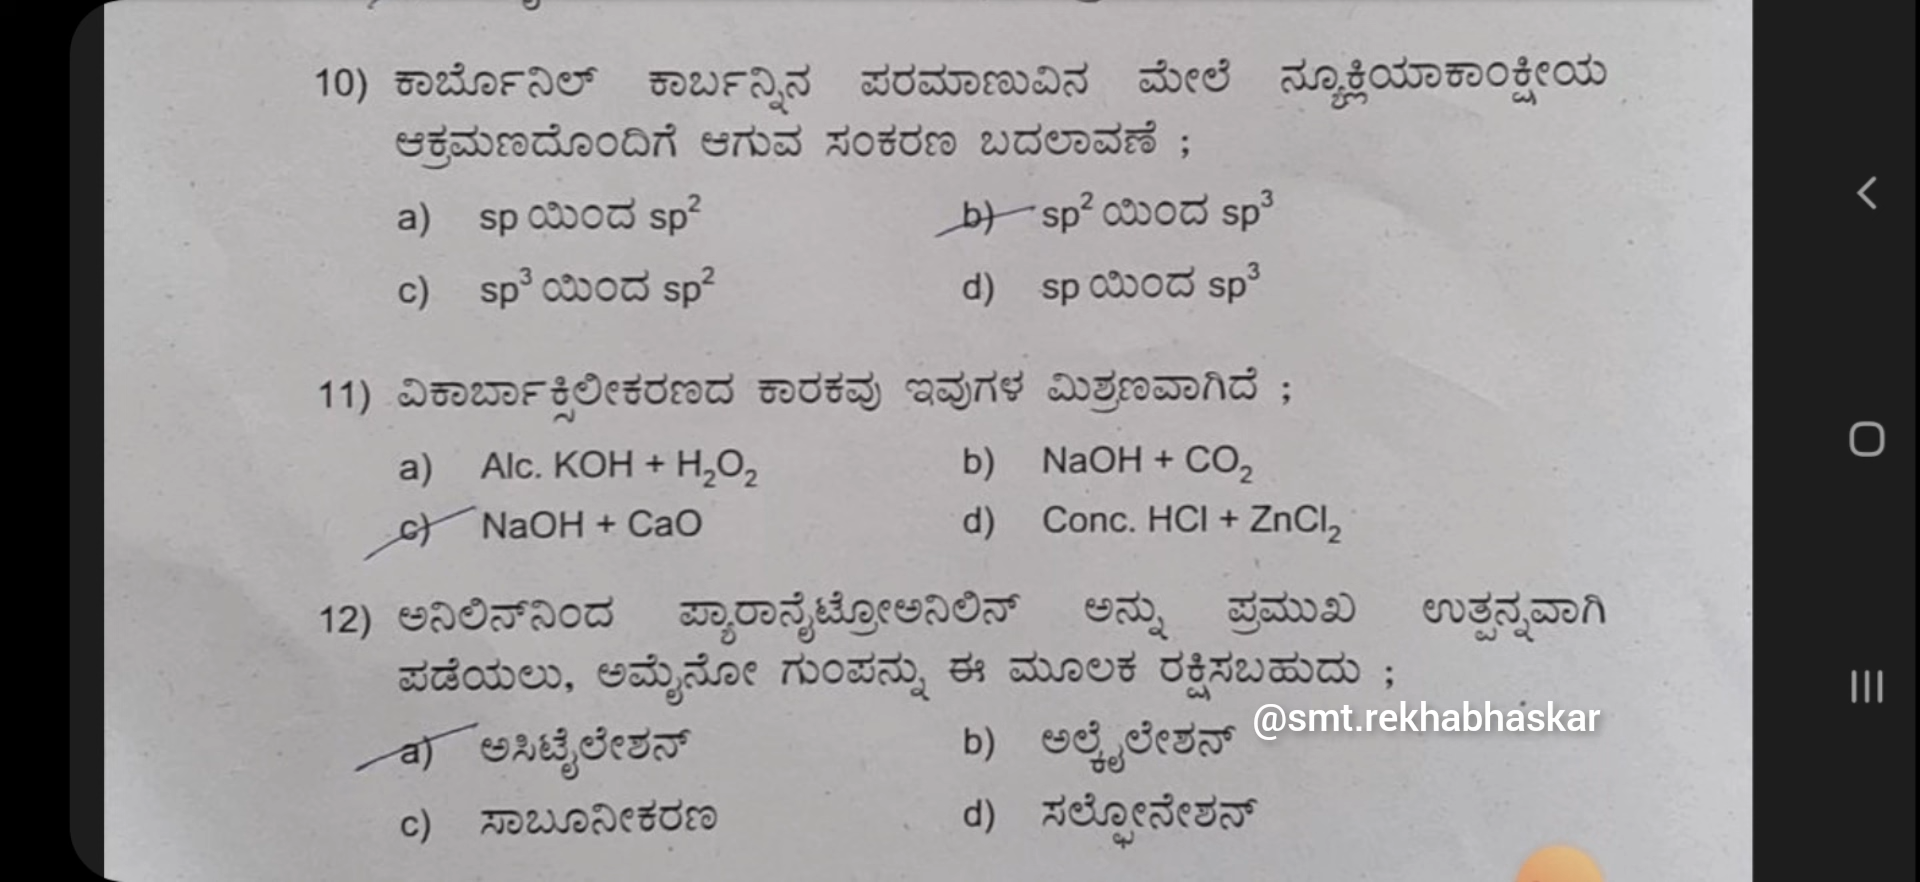 10) ಕಾರ್ಬೊನಿಲ್ ಕಾರ್ಬನ್ನಿನ ಪರಮಾಣುವಿನ ಮೇಲೆ ನ್ಯೂಕ್ಲಿಯಾಕಾಂಕ್ಷೀಯ
ಆಕ್ರಮಣದೊಂದಿಗೆ ಆಗುವ ಸಂಕರಣ ಬದಲಾವಣೆ ;
a) sp ಯಿಂದ sp² b) sp² ಯಿಂದ sp³
c) sp³ ಯಿಂದ sp² d) sp ಯಿಂದ sp³
11) ವಿಕಾರ್ಬಾಕ್ಸಿಲೀಕರಣದ ಕಾರಕವು ಇವುಗಳ ಮಿಶ್ರಣವಾಗಿದೆ ;
a) Alc. KOH + H₂O₂ b) NaOH + CO₂
c) NaOH + CaO d) Conc. HCl + ZnCl₂
12) ಅನಿಲಿನ್‌ನಿಂದ ಪ್ಯಾರಾನೈಟ್ರೋಅನಿಲಿನ್ ಅನ್ನು ಪ್ರಮುಖ ಉತ್ಪನ್ನವಾಗಿ
ಪಡೆಯಲು, ಅಮೈನೋ ಗುಂಪನ್ನು ಈ ಮೂಲಕ ರಕ್ಷಿಸಬಹುದು ;
@smt.rekhabhaskar
a) ಅಸಿಟೈಲೇಶನ್ b) ಅಲ್ಕೈಲೇಶನ್
c) ಸಾಬೂನೀಕರಣ d) ಸಲ್ಫೋನೇಶನ್